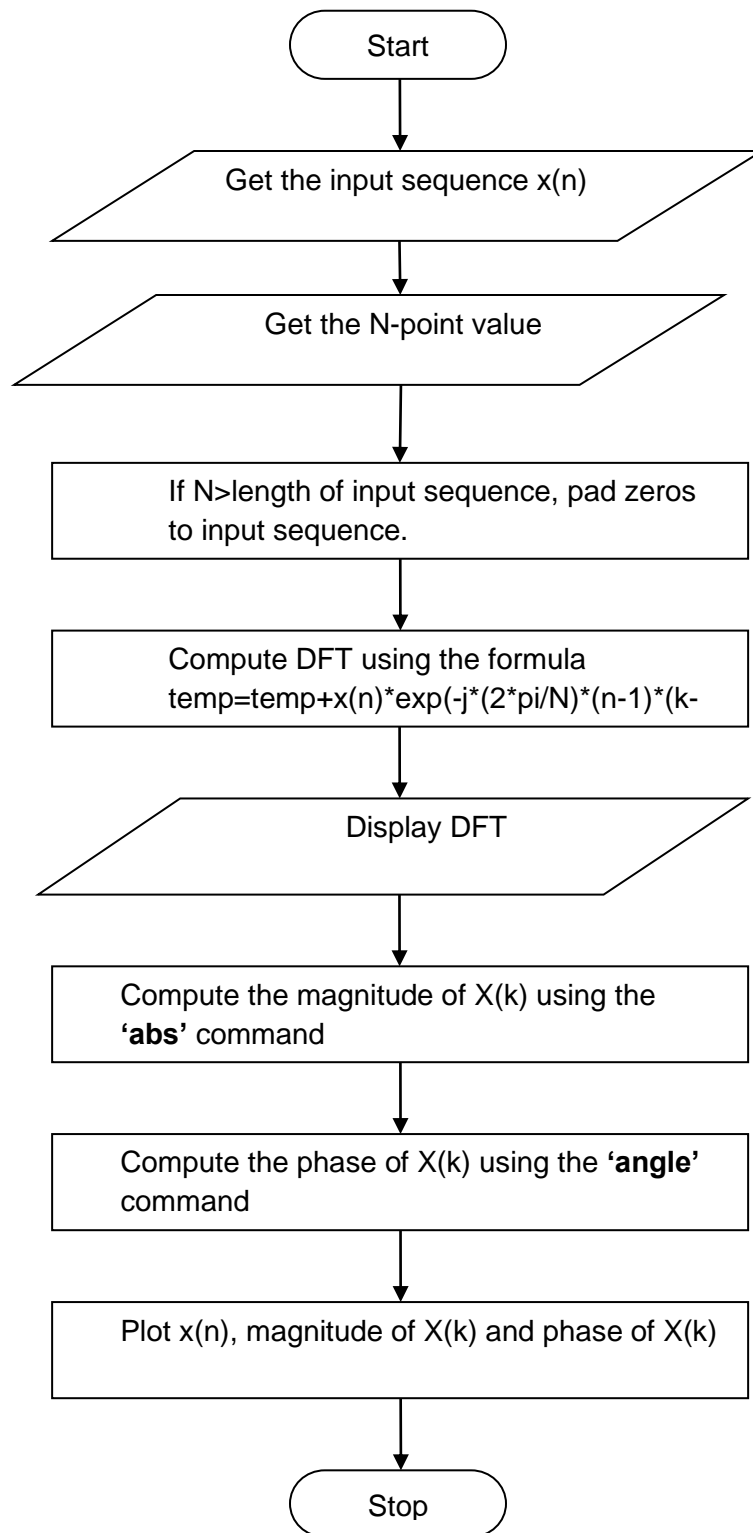 Start
Get the input sequence x(n)
Get the N-point value
If N>length of input sequence, pad zeros
to input sequence.
Compute DFT using the formula
temp=temp+x(n)*exp(-j*(2*pi/N)*(n-1)*(k-
Display DFT
Compute the magnitude of X(k) using the
‘abs’ command
Compute the phase of X(k) using the ‘angle’
command
Plot x(n), magnitude of X(k) and phase of X(k)
Stop